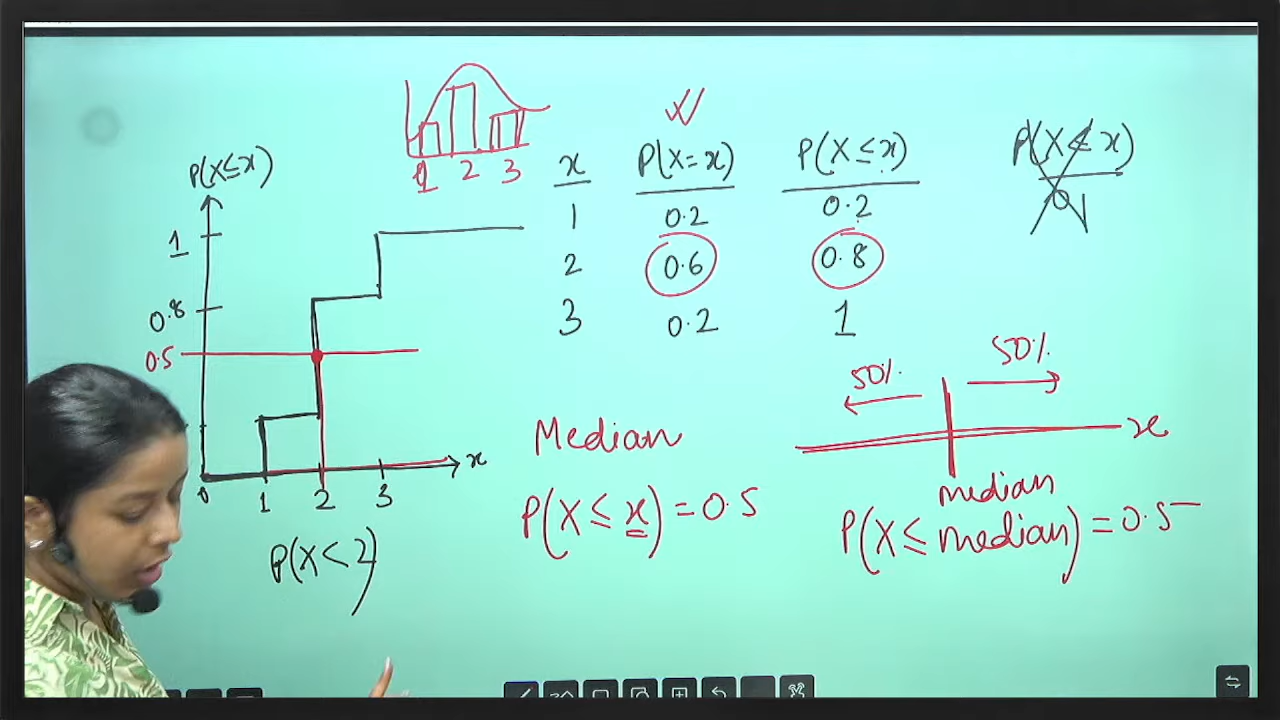 P(X≤x)
1
0.8
0.5
0 1 2 3 x
P(X<2)
1 2 3
x P(X=x) P(X≤x)
1 0.2 0.2
2 0.6 0.8
3 0.2 1
Median
P(X≤x)=0.5
50%. 50%.
x
median
P(X≤median)=0.5